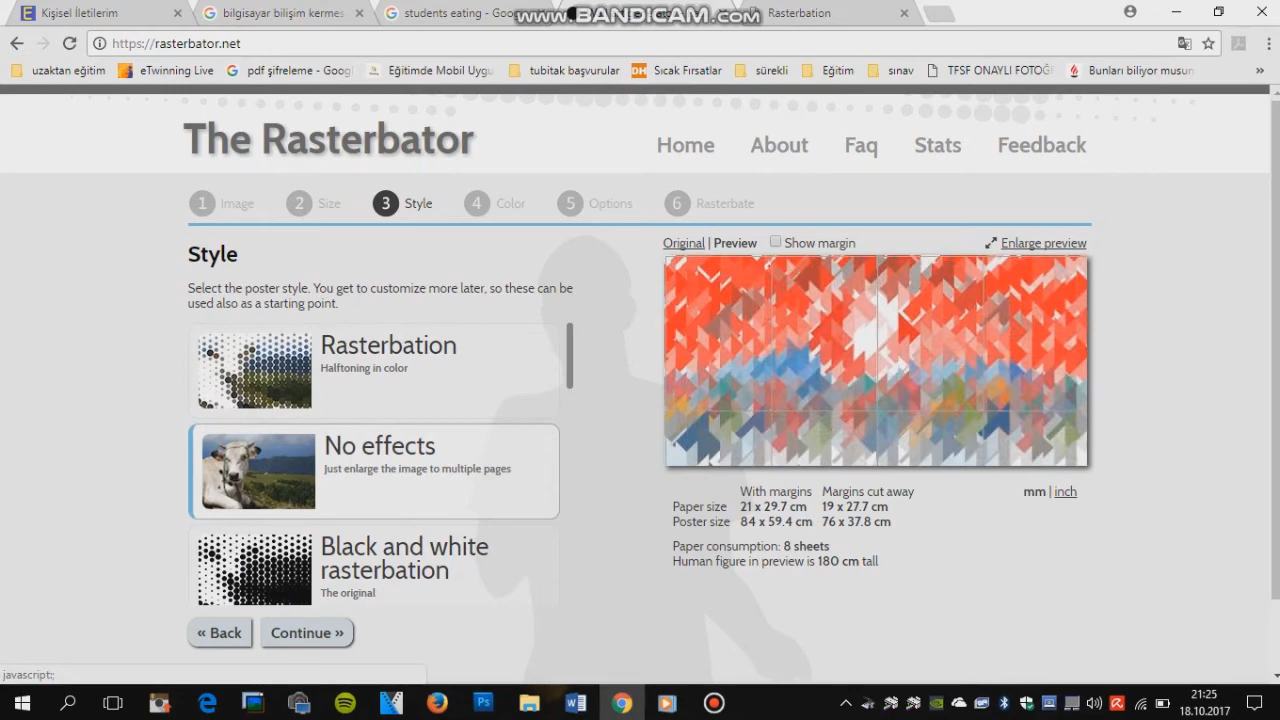 Kişisel İletilerim
bilgisayar bilişim kermes
students eating - Goo
www.BANDICAM.com
Rasterbation
https://rasterbator.net
uzaktan eğitim
eTwinning Live
pdf şifreleme - Googl
Eğitimde Mobil Uygu
tubitak başvurular
DH
Sıcak Fırsatlar
sürekli
Eğitim
sınav
TFSF ONAYLI FOTOĞ
Bunları biliyor musun
The Rasterbator
Home
About
Faq
Stats
Feedback
1 Image
2 Size
3 Style
4 Color
5 Options
6 Rasterbate
Style
Select the poster style. You get to customize more later, so these can be
used also as a starting point.
Rasterbation
Halftoning in color
No effects
Just enlarge the image to multiple pages
Black and white
rasterbation
The original
« Back
Continue »
Original | Preview
Show margin
Enlarge preview
With margins Margins cut away
mm | inch
Paper size 21 x 29.7 cm 19 x 27.7 cm
Poster size 84 x 59.4 cm 76 x 37.8 cm
Paper consumption: 8 sheets
Human figure in preview is 180 cm tall
javascript:;
Ps
21:25
18.10.2017